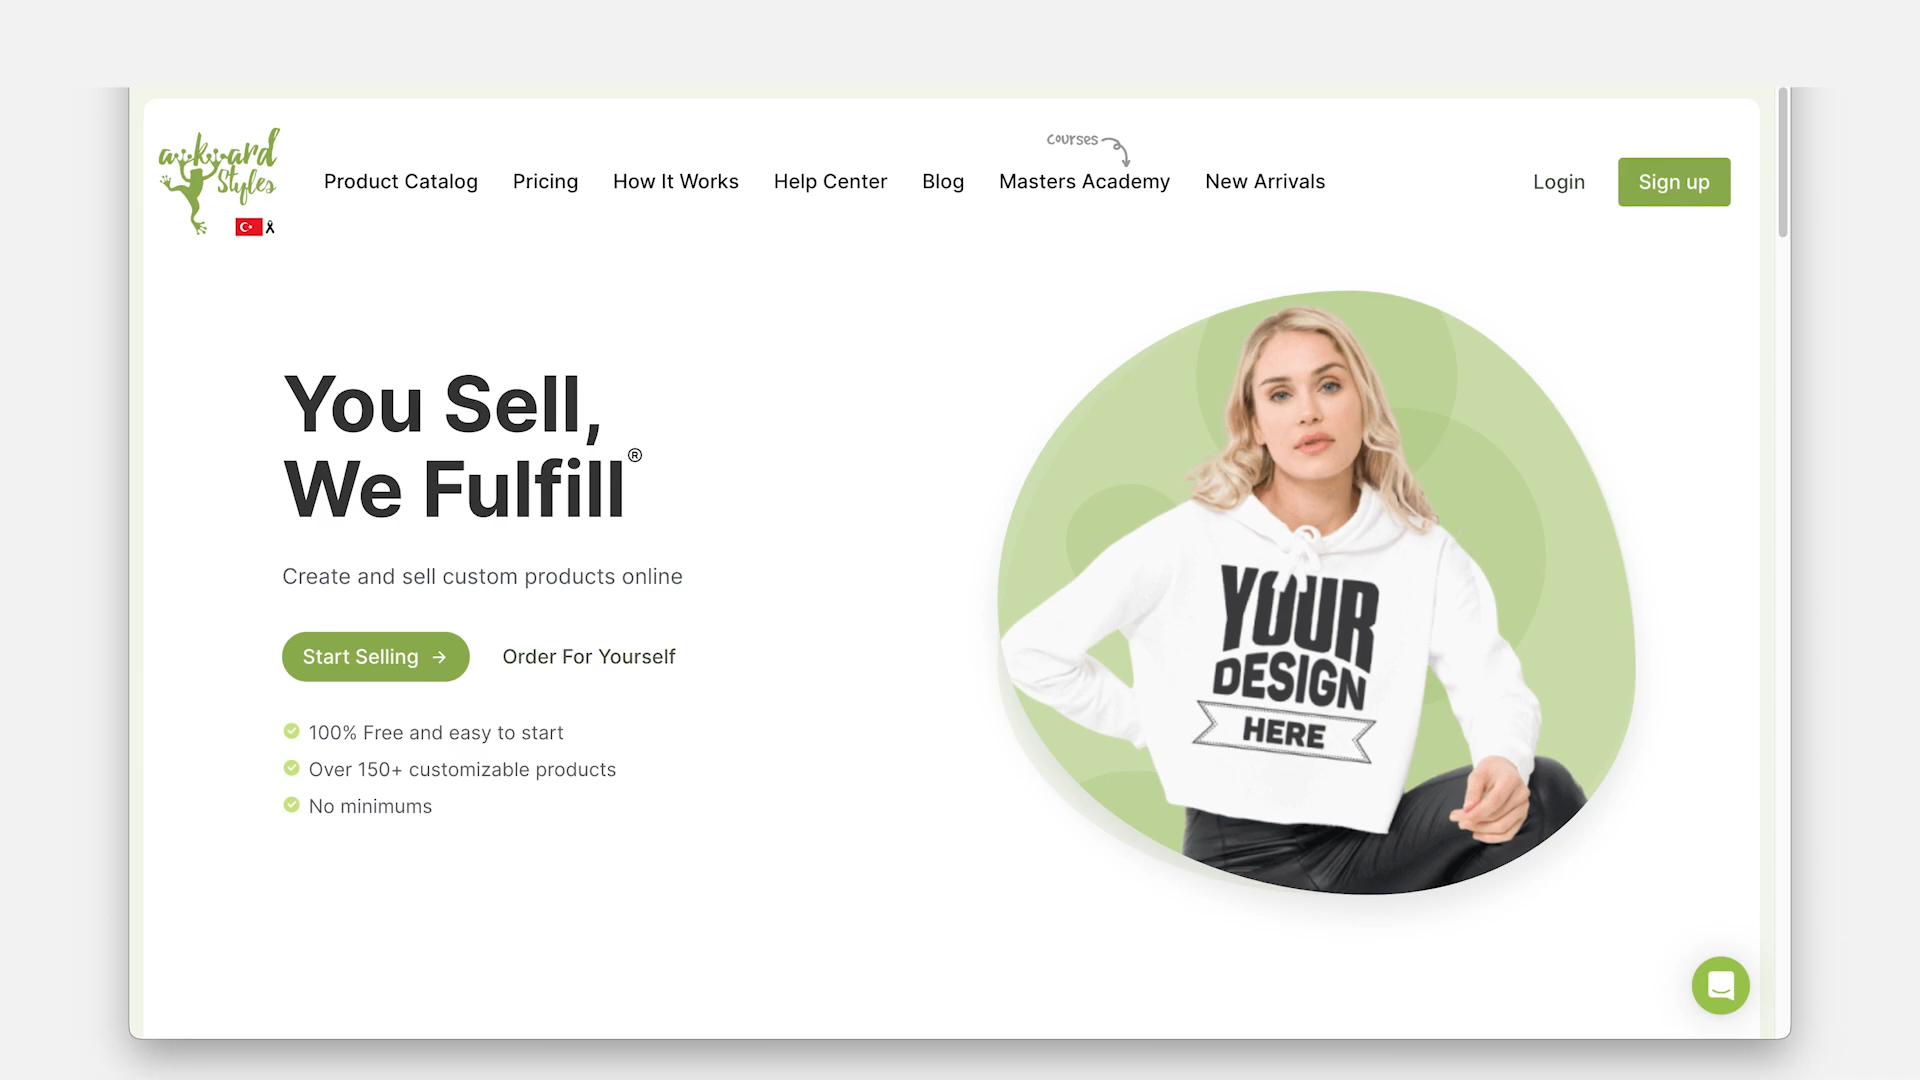 awkward
Styles
Product Catalog
Pricing
How It Works
Help Center
Blog
courses
Masters Academy
New Arrivals
Login
Sign up
You Sell,
We Fulfill®
Create and sell custom products online
Start Selling →
Order For Yourself
100% Free and easy to start
Over 150+ customizable products
No minimums
YOUR
DESIGN
HERE